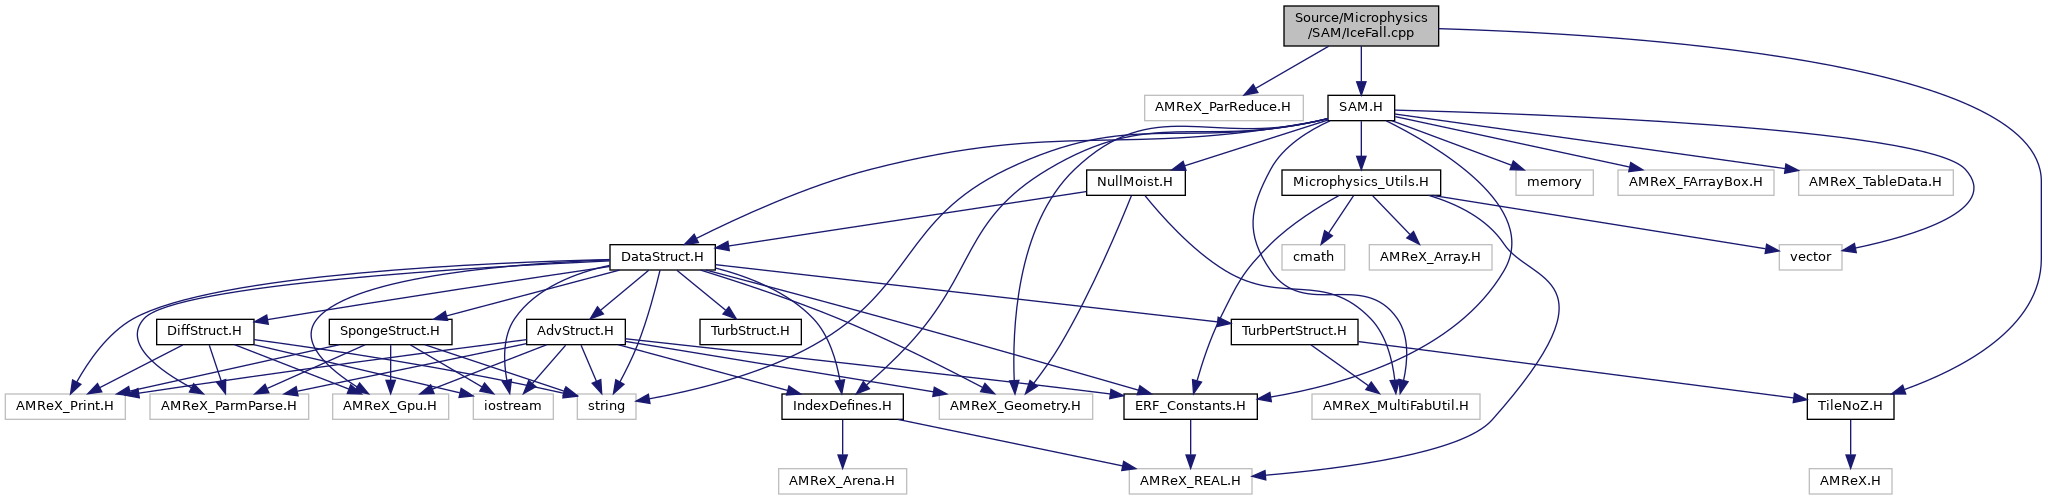 Source/Microphysics
/SAM/IceFall.cpp
AMReX_ParReduce.H
SAM.H
NullMoist.H
Microphysics_Utils.H
memory
AMReX_FArrayBox.H
AMReX_TableData.H
DataStruct.H
cmath
AMReX_Array.H
vector
DiffStruct.H
SpongeStruct.H
AdvStruct.H
TurbStruct.H
TurbPertStruct.H
AMReX_Print.H
AMReX_ParmParse.H
AMReX_Gpu.H
iostream
string
IndexDefines.H
AMReX_Geometry.H
ERF_Constants.H
AMReX_MultiFabUtil.H
TileNoZ.H
AMReX_Arena.H
AMReX_REAL.H
AMReX.H